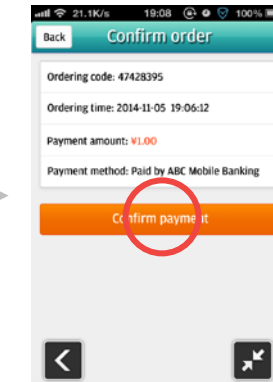 21.1K/s 19:08 100%
Back Confirm order
Ordering code: 47428395
Ordering time: 2014-11-05 19:06:12
Payment amount: ¥1.00
Payment method: Paid by ABC Mobile Banking
Confirm payment